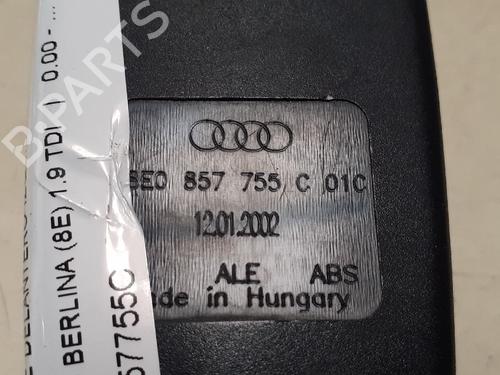 8E0 857 755 C 01C
12.01.2002
ALE ABS
in Hungary
BERLINA (8E) 1.9 TDI | 0.00 - ...
57755C
B-PARTS